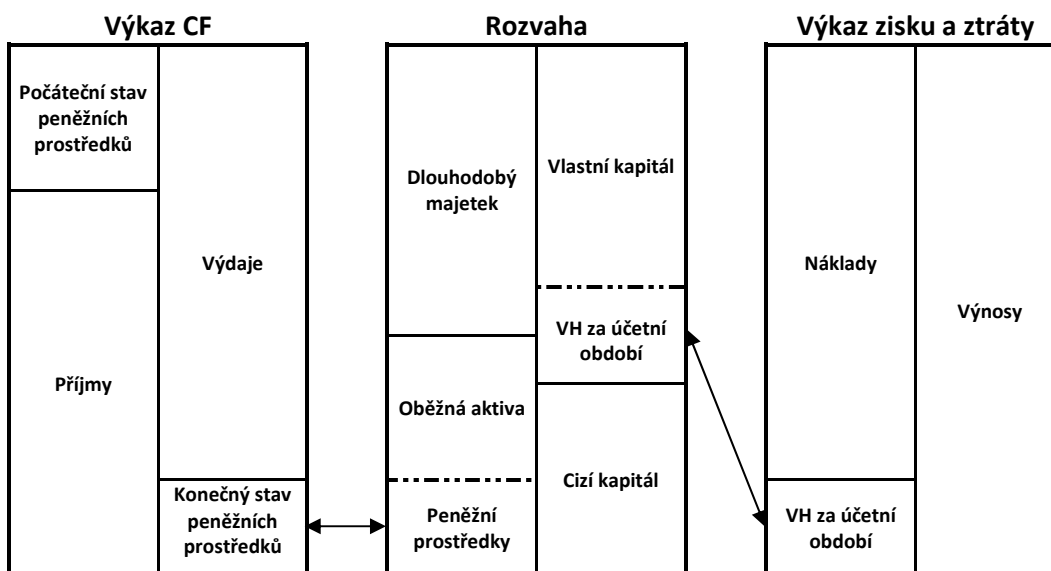 Výkaz CF
Počáteční stav
peněžních
prostředků
Příjmy
Výdaje
Konečný stav
peněžních
prostředků
Rozvaha
Dlouhodobý
majetek
Oběžná aktiva
Peněžní
prostředky
Vlastní kapitál
VH za účetní
období
Cizí kapitál
Výkaz zisku a ztráty
Náklady
VH za účetní
období
Výnosy